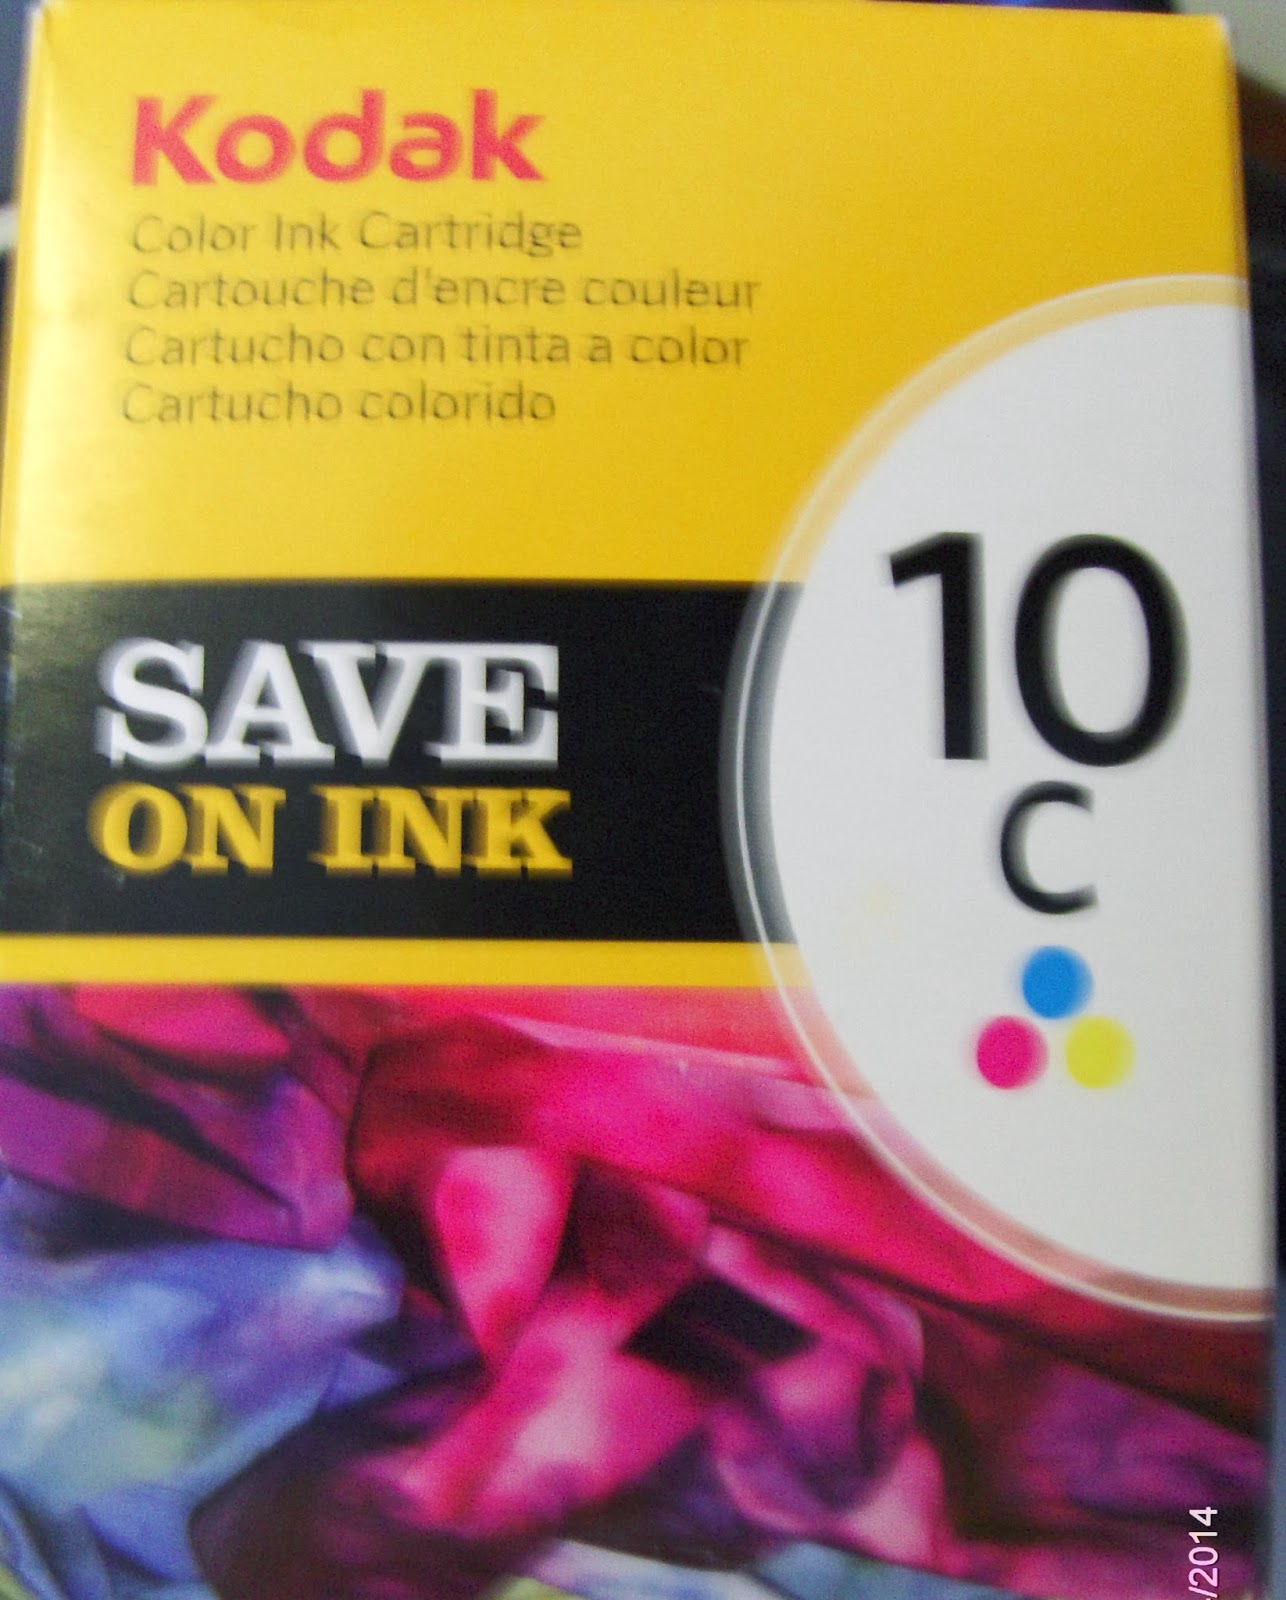 Kodak
Color Ink Cartridge
Cartouche d'encre couleur
Cartucho con tinta a color
Cartucho colorido
SAVE
ON INK
10
C
/2014